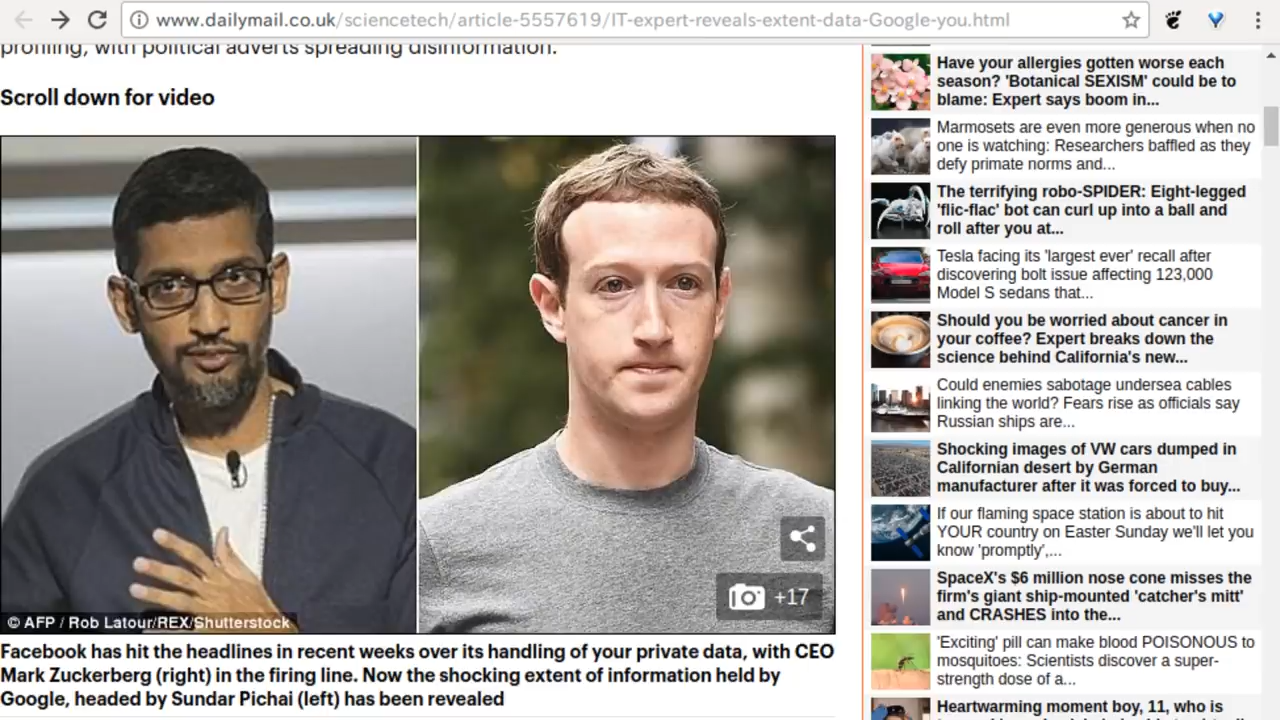 www.dailymail.co.uk/sciencetech/article-5557619/IT-expert-reveals-extent-data-Google-you.html
profiling, with political adverts spreading disinformation.
Scroll down for video
© AFP / Rob Latour/REX/Shutterstock
+17
Facebook has hit the headlines in recent weeks over its handling of your private data, with CEO
Mark Zuckerberg (right) in the firing line. Now the shocking extent of information held by
Google, headed by Sundar Pichai (left) has been revealed
Have your allergies gotten worse each
season? 'Botanical SEXISM' could be to
blame: Expert says boom in...
Marmosets are even more generous when no
one is watching: Researchers baffled as they
defy primate norms and...
The terrifying robo-SPIDER: Eight-legged
'flic-flac' bot can curl up into a ball and
roll after you at...
Tesla facing its 'largest ever' recall after
discovering bolt issue affecting 123,000
Model S sedans that...
Should you be worried about cancer in
your coffee? Expert breaks down the
science behind California's new...
Could enemies sabotage undersea cables
linking the world? Fears rise as officials say
Russian ships are...
Shocking images of VW cars dumped in
Californian desert by German
manufacturer after it was forced to buy...
If our flaming space station is about to hit
YOUR country on Easter Sunday we'll let you
know 'promptly',...
SpaceX's $6 million nose cone misses the
firm's giant ship-mounted 'catcher's mitt'
and CRASHES into the...
'Exciting' pill can make blood POISONOUS to
mosquitoes: Scientists discover a super-
strength dose of a...
Heartwarming moment boy, 11, who is